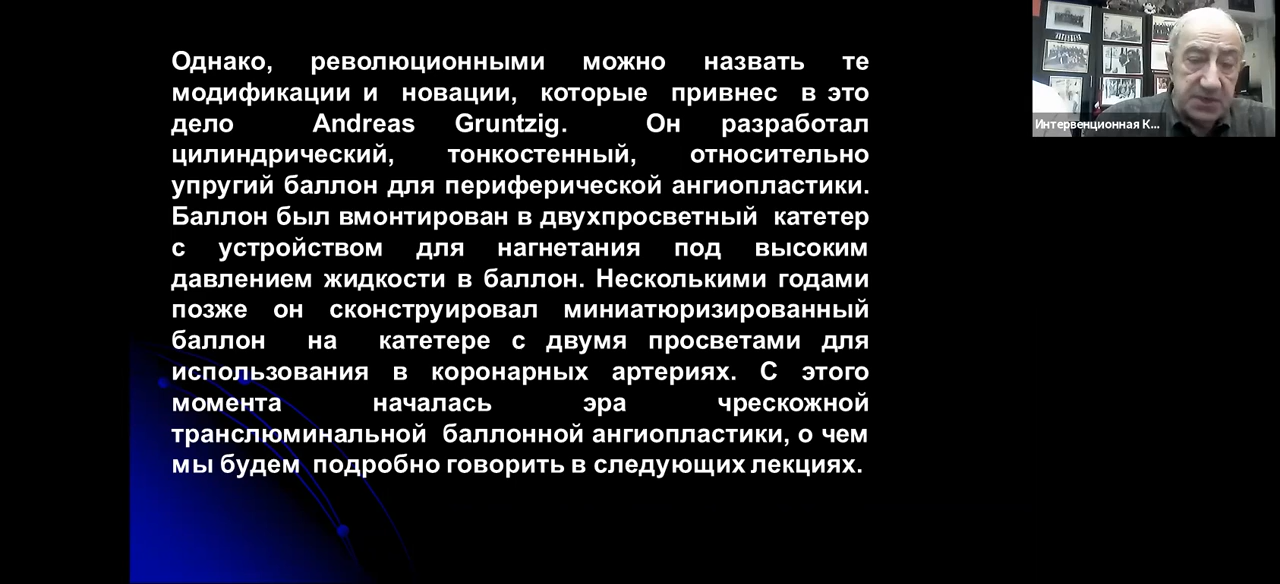 Однако, революционными можно назвать те
модификации и новации, которые привнес в это
дело Andreas Gruntzig. Он разработал
цилиндрический, тонкостенный, относительно
упругий баллон для периферической ангиопластики.
Баллон был вмонтирован в двухпросветный катетер
с устройством для нагнетания под высоким
давлением жидкости в баллон. Несколькими годами
позже он сконструировал миниатюризированный
баллон на катетере с двумя просветами для
использования в коронарных артериях. С этого
момента началась эра чрескожной
транслюминальной баллонной ангиопластики, о чем
мы будем подробно говорить в следующих лекциях.
Интервенционная К...